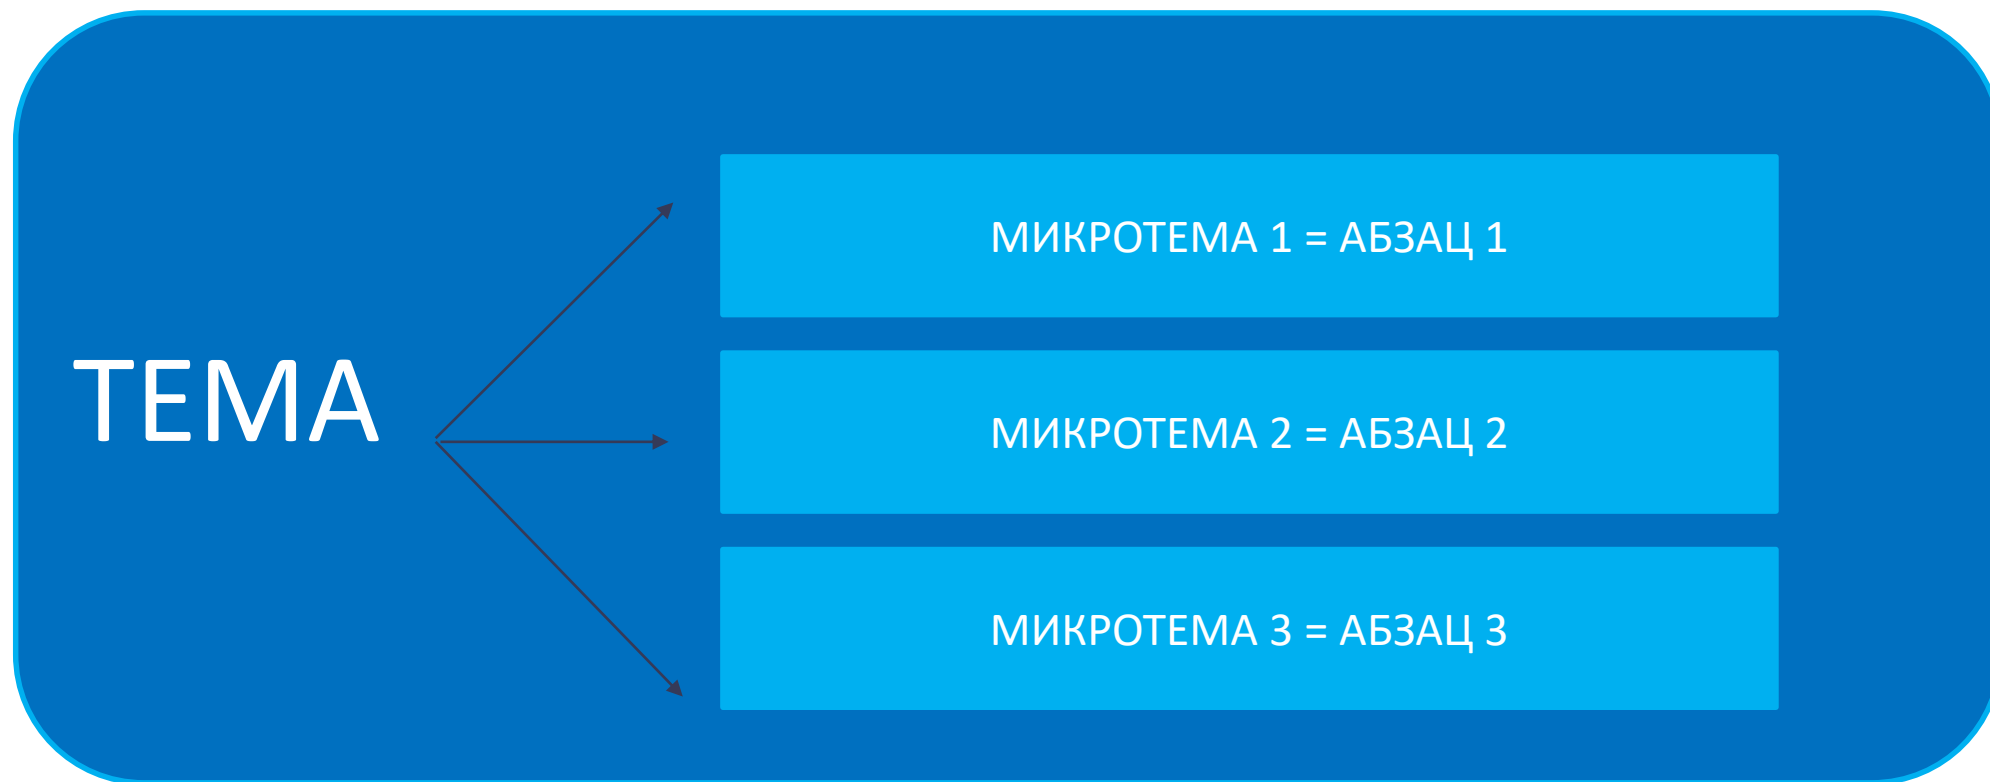 ТЕМА
МИКРОТЕМА 1 = АБЗАЦ 1
МИКРОТЕМА 2 = АБЗАЦ 2
МИКРОТЕМА 3 = АБЗАЦ 3